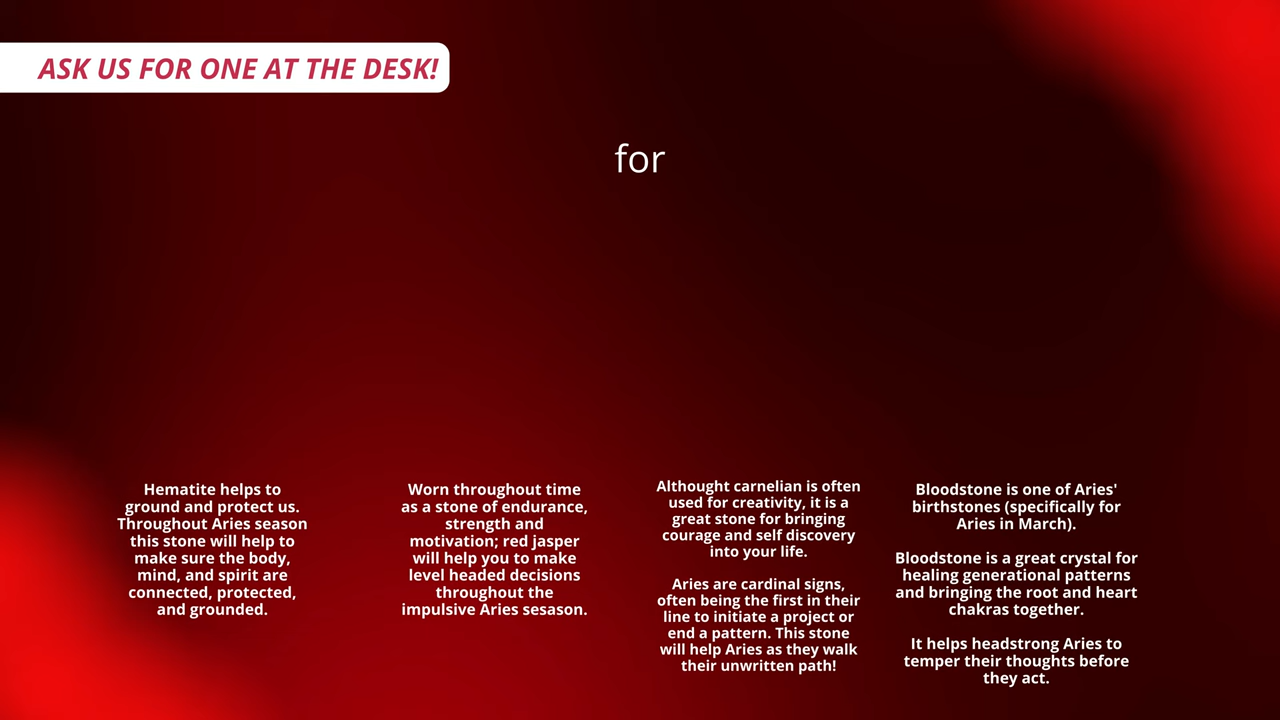 ASK US FOR ONE AT THE DESK!
for
Hematite helps to
ground and protect us.
Throughout Aries season
this stone will help to
make sure the body,
mind, and spirit are
connected, protected,
and grounded.
Worn throughout time
as a stone of endurance,
strength and
motivation; red jasper
will help you to make
level headed decisions
throughout the
impulsive Aries sesason.
Althought carnelian is often
used for creativity, it is a
great stone for bringing
courage and self discovery
into your life.
Aries are cardinal signs,
often being the first in their
line to initiate a project or
end a pattern. This stone
will help Aries as they walk
their unwritten path!
Bloodstone is one of Aries'
birthstones (specifically for
Aries in March).
Bloodstone is a great crystal for
healing generational patterns
and bringing the root and heart
chakras together.
It helps headstrong Aries to
temper their thoughts before
they act.